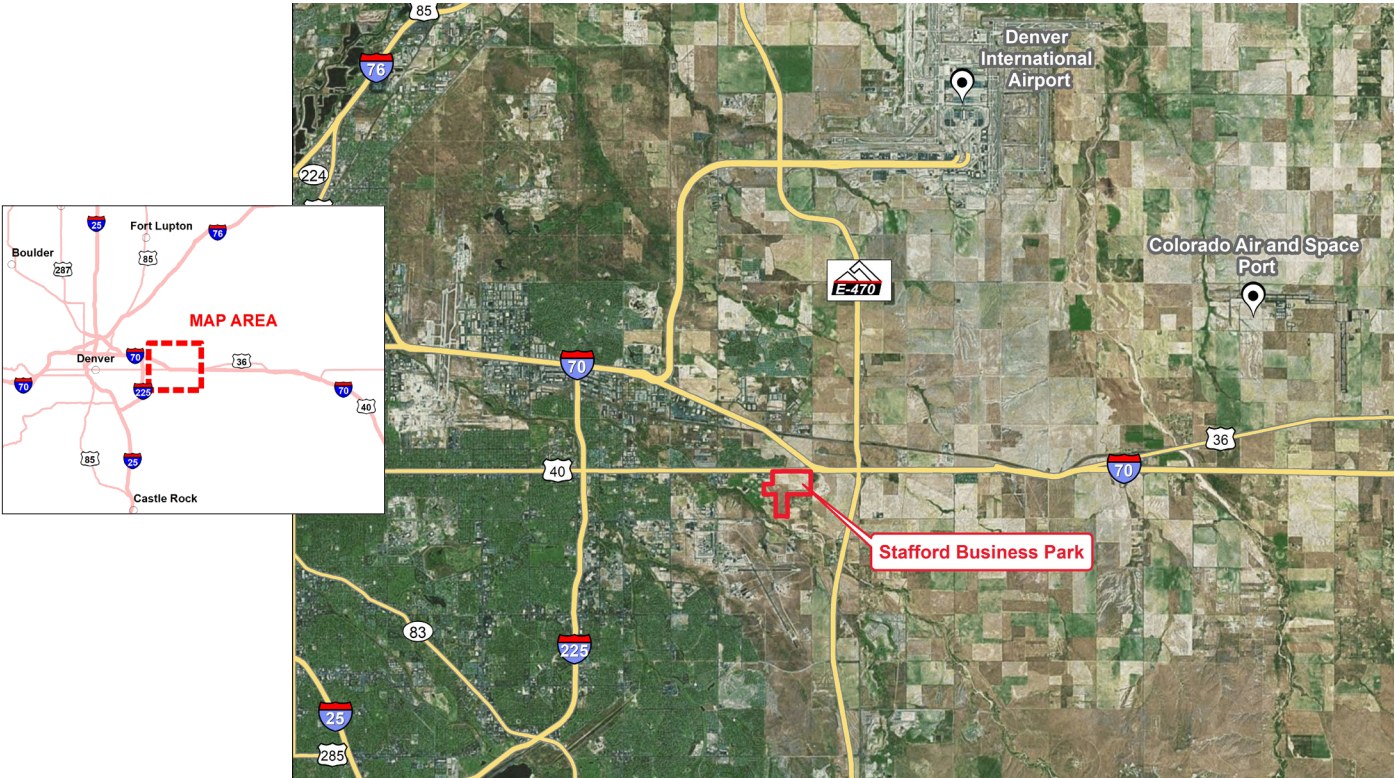 85
76
Denver
International
Airport
224
25
Fort Lupton
76
Boulder
287
85
Colorado Air and Space
Port
E-470
MAP AREA
Denver
70
36
70
225
70
40
70
36
40
70
85
25
Castle Rock
Stafford Business Park
83
225
25
285